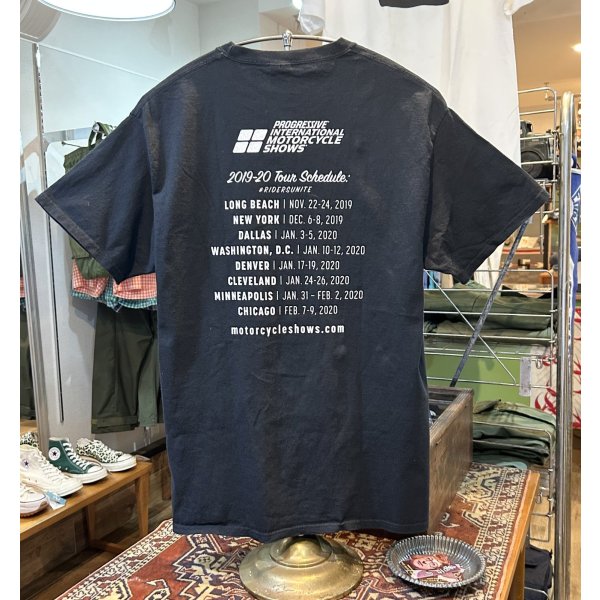 PROGRESSIVE
INTERNATIONAL
MOTORCYCLE
SHOWS
2019-20 Tour Schedule:
#RIDERSUNITE
LONG BEACH | NOV. 22-24, 2019
NEW YORK | DEC. 6-8, 2019
DALLAS | JAN. 3-5, 2020
WASHINGTON, D.C. | JAN. 10-12, 2020
DENVER | JAN. 17-19, 2020
CLEVELAND | JAN. 24-26, 2020
MINNEAPOLIS | JAN. 31 – FEB. 2, 2020
CHICAGO | FEB. 7-9, 2020
motorcycleshows.com